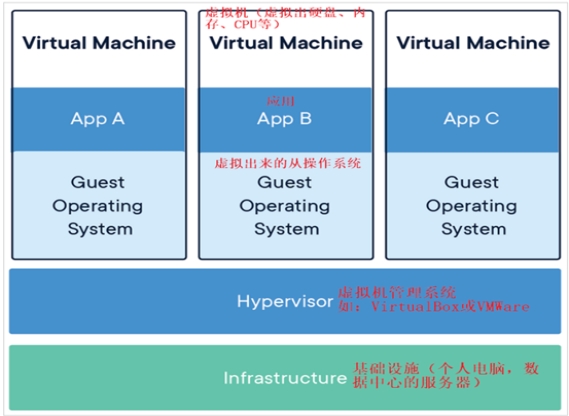 虚拟机（虚拟出硬盘、内
存、CPU等）
Virtual Machine
Virtual Machine
Virtual Machine
应用
App A
App B
App C
虚拟出来的从操作系统
Guest
Operating
System
Guest
Operating
System
Guest
Operating
System
Hypervisor
虚拟机管理系统
如：VirtualBox或VMWare
Infrastructure
基础设施（个人电脑，数
据中心的服务器）